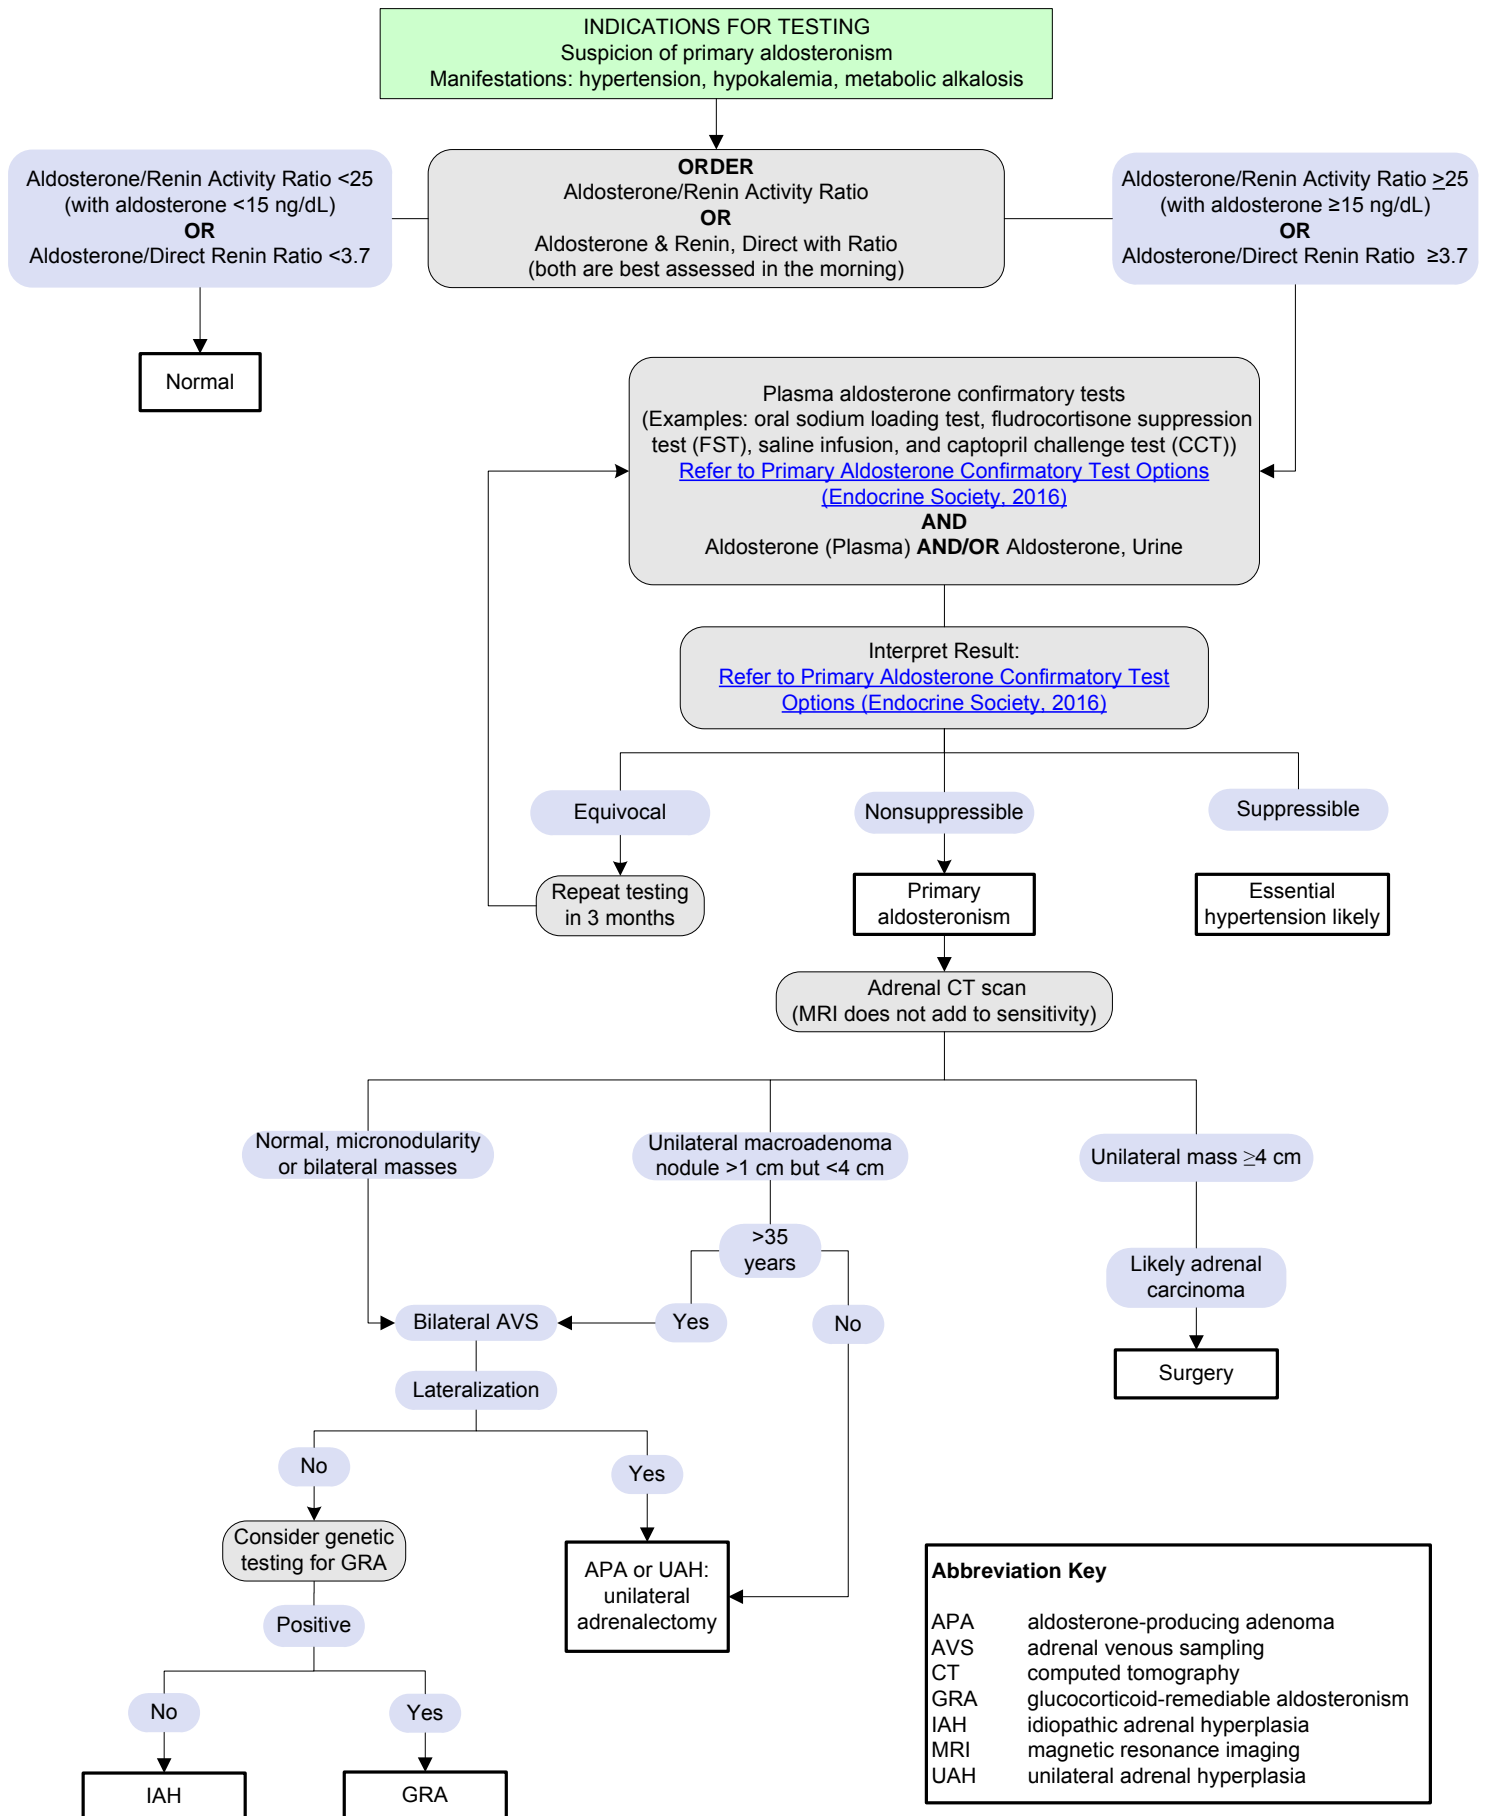 INDICATIONS FOR TESTING
Suspicion of primary aldosteronism
Manifestations: hypertension, hypokalemia, metabolic alkalosis
Aldosterone/Renin Activity Ratio <25
(with aldosterone <15 ng/dL)
OR
Aldosterone/Direct Renin Ratio <3.7
ORDER
Aldosterone/Renin Activity Ratio
OR
Aldosterone & Renin, Direct with Ratio
(both are best assessed in the morning)
Aldosterone/Renin Activity Ratio ≥25
(with aldosterone ≥15 ng/dL)
OR
Aldosterone/Direct Renin Ratio ≥3.7
Normal
Plasma aldosterone confirmatory tests
(Examples: oral sodium loading test, fludrocortisone suppression
test (FST), saline infusion, and captopril challenge test (CCT))
Refer to Primary Aldosterone Confirmatory Test Options
(Endocrine Society, 2016)
AND
Aldosterone (Plasma) AND/OR Aldosterone, Urine
Interpret Result:
Refer to Primary Aldosterone Confirmatory Test
Options (Endocrine Society, 2016)
Equivocal
Nonsuppressible
Suppressible
Repeat testing
in 3 months
Primary
aldosteronism
Essential
hypertension likely
Adrenal CT scan
(MRI does not add to sensitivity)
Normal, micronodularity
or bilateral masses
Unilateral macroadenoma
nodule >1 cm but <4 cm
Unilateral mass ≥4 cm
>35
years
Likely adrenal
carcinoma
Bilateral AVS
Yes
No
Surgery
Lateralization
No
Yes
Consider genetic
testing for GRA
APA or UAH:
unilateral
adrenalectomy
Positive
No
Yes
IAH
GRA
Abbreviation Key
APA aldosterone-producing adenoma
AVS adrenal venous sampling
CT computed tomography
GRA glucocorticoid-remediable aldosteronism
IAH idiopathic adrenal hyperplasia
MRI magnetic resonance imaging
UAH unilateral adrenal hyperplasia